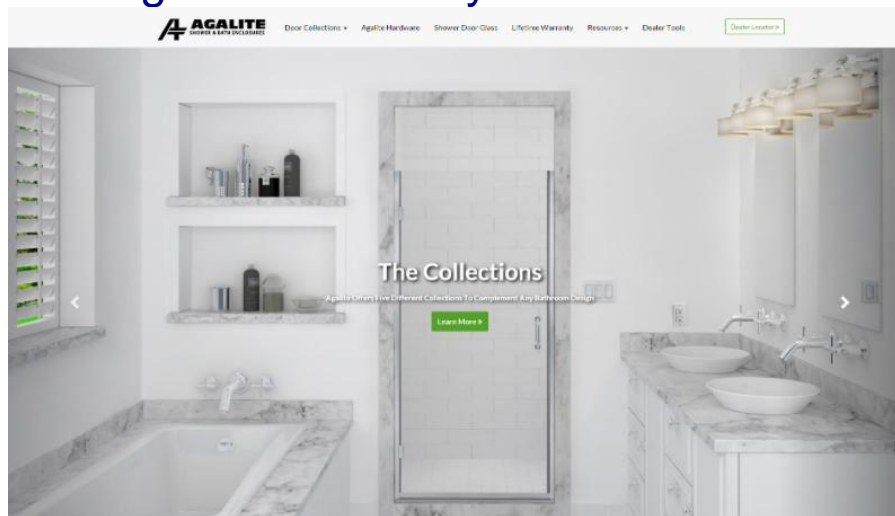 AGALITE
SHOWER & BATH ENCLOSURES
Door Collections
Agalite Hardware
Shower Door Glass
Lifetime Warranty
Resources
Dealer Tools
Dealer Locator »
The Collections
Agalite Offers Five Different Collections To Complement Any Bathroom Design
Learn More »